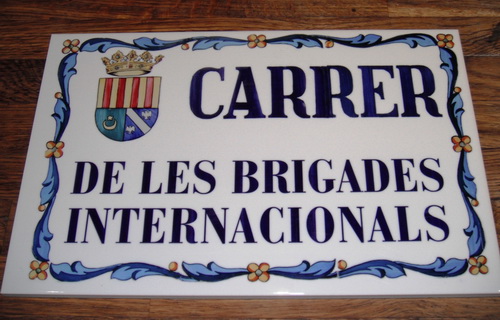 CARRER
DE LES BRIGADES
INTERNACIONALS